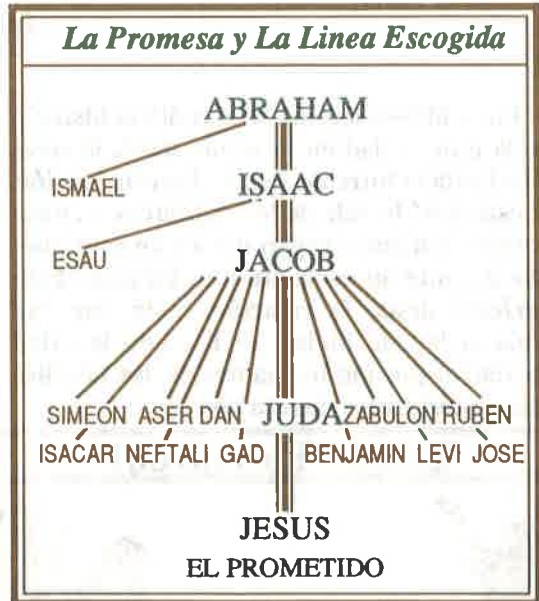 La Promesa y La Linea Escogida
ABRAHAM
ISMAEL
ISAAC
ESAU
JACOB
SIMEON ASER DAN JUDA ZABULON RUBEN
ISACAR NEFTALI GAD BENJAMIN LEVI JOSE
JESUS
EL PROMETIDO